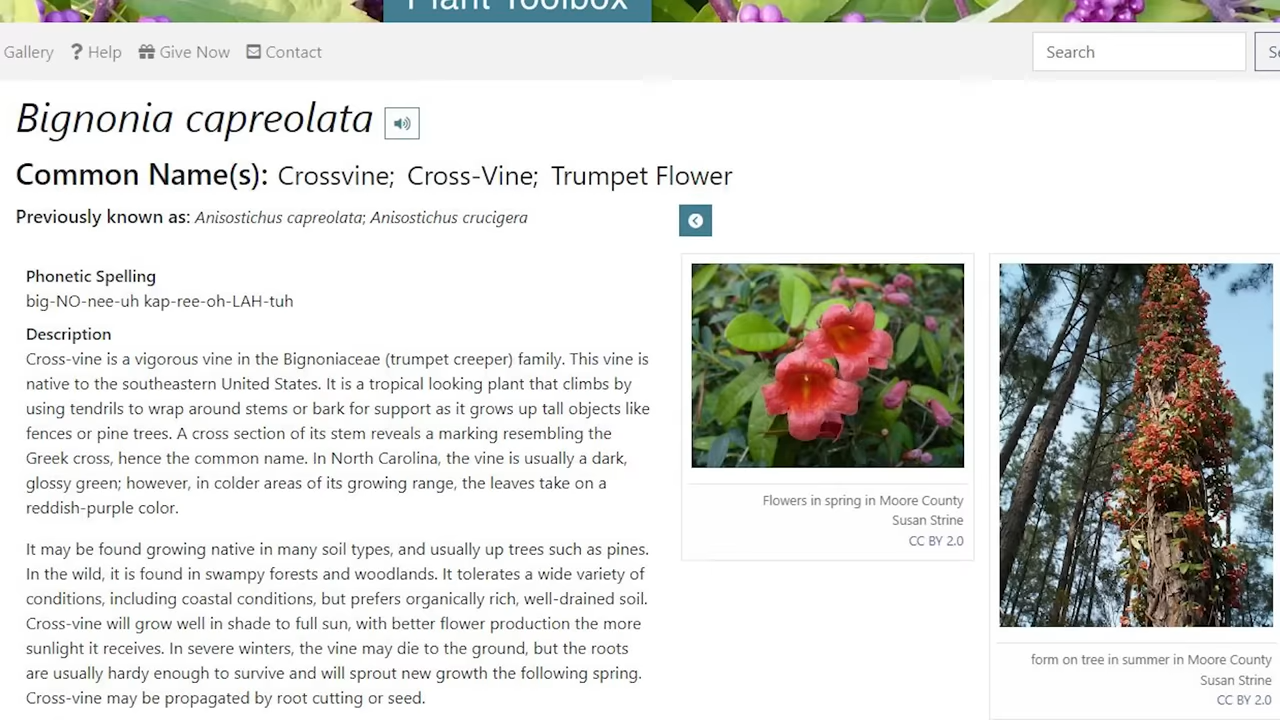 Plant Toolbox
Gallery Help Give Now Contact
Search
Bignonia capreolata
Common Name(s): Crossvine; Cross-Vine; Trumpet Flower
Previously known as: Anisostichus capreolata; Anisostichus crucigera
Phonetic Spelling
big-NO-nee-uh kap-ree-oh-LAH-tuh
Description
Cross-vine is a vigorous vine in the Bignoniaceae (trumpet creeper) family. This vine is
native to the southeastern United States. It is a tropical looking plant that climbs by
using tendrils to wrap around stems or bark for support as it grows up tall objects like
fences or pine trees. A cross section of its stem reveals a marking resembling the
Greek cross, hence the common name. In North Carolina, the vine is usually a dark,
glossy green; however, in colder areas of its growing range, the leaves take on a
reddish-purple color.
It may be found growing native in many soil types, and usually up trees such as pines.
In the wild, it is found in swampy forests and woodlands. It tolerates a wide variety of
conditions, including coastal conditions, but prefers organically rich, well-drained soil.
Cross-vine will grow well in shade to full sun, with better flower production the more
sunlight it receives. In severe winters, the vine may die to the ground, but the roots
are usually hardy enough to survive and will sprout new growth the following spring.
Cross-vine may be propagated by root cutting or seed.
Flowers in spring in Moore County
Susan Strine
CC BY 2.0
form on tree in summer in Moore County
Susan Strine
CC BY 2.0